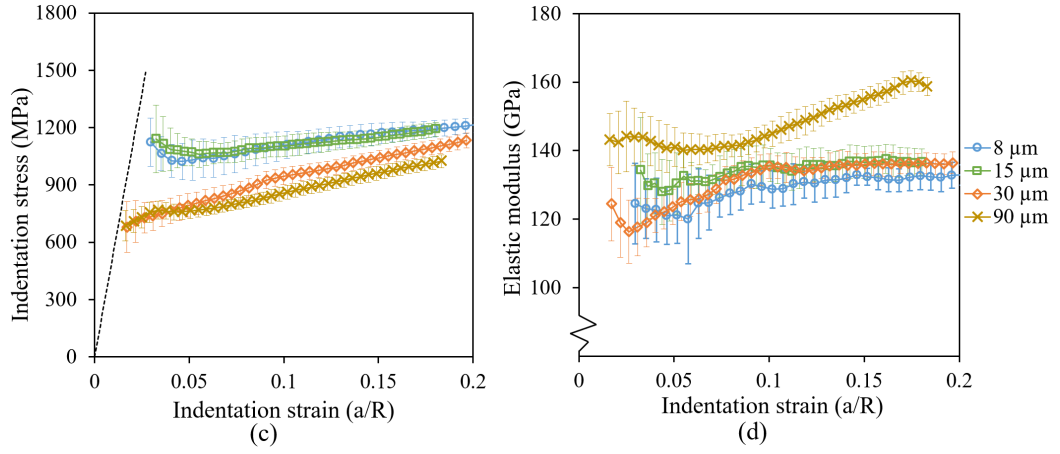 1800
1500
1200
900
600
300
0
0
0.05
0.1
0.15
0.2
Indentation stress (MPa)
Indentation strain (a/R)
(c)
180
160
140
120
100
0
0.05
0.1
0.15
0.2
Elastic modulus (GPa)
Indentation strain (a/R)
(d)
8 µm
15 µm
30 µm
90 µm